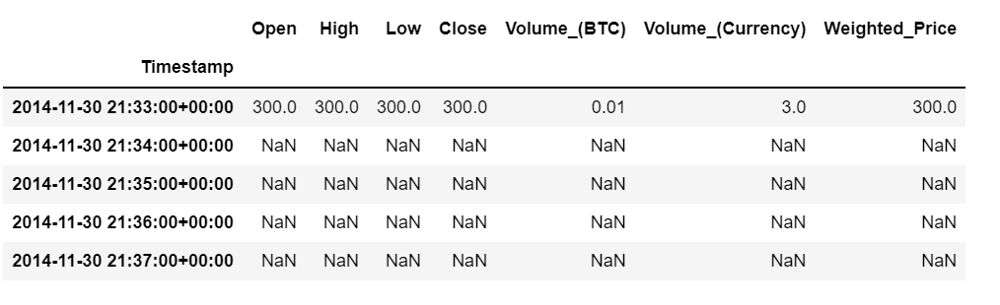 Open High Low Close Volume_(BTC) Volume_(Currency) Weighted_Price
Timestamp
2014-11-30 21:33:00+00:00 300.0 300.0 300.0 300.0 0.01 3.0 300.0
2014-11-30 21:34:00+00:00 NaN NaN NaN NaN NaN NaN NaN
2014-11-30 21:35:00+00:00 NaN NaN NaN NaN NaN NaN NaN
2014-11-30 21:36:00+00:00 NaN NaN NaN NaN NaN NaN NaN
2014-11-30 21:37:00+00:00 NaN NaN NaN NaN NaN NaN NaN